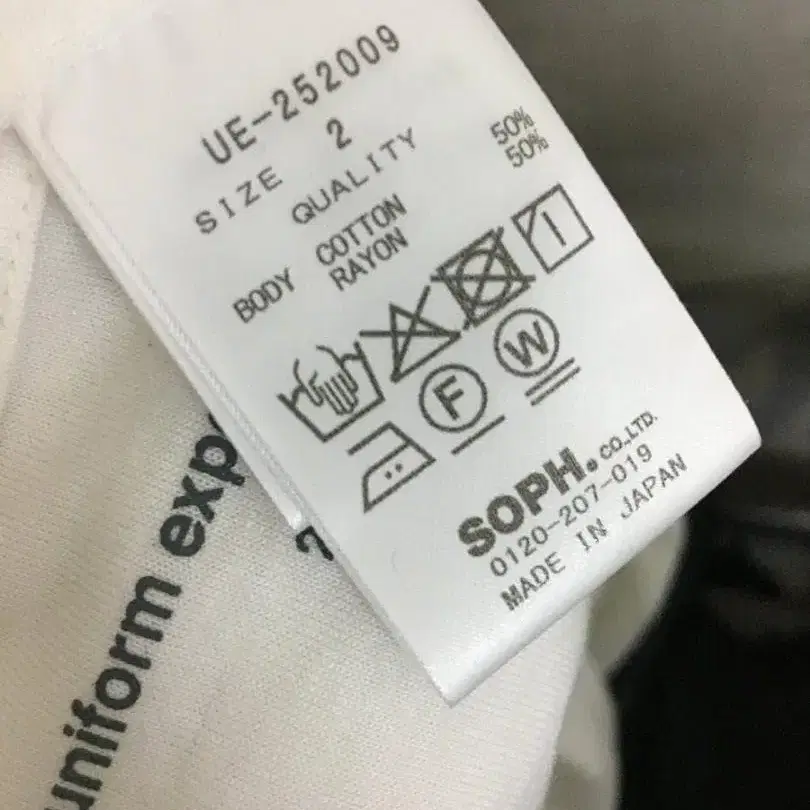 UE-252009
SIZE 2
QUALITY
BODY COTTON 50%
RAYON 50%
F
W
SOPH. CO.,LTD.
0120-207-019
MADE IN JAPAN
uniform exp
2